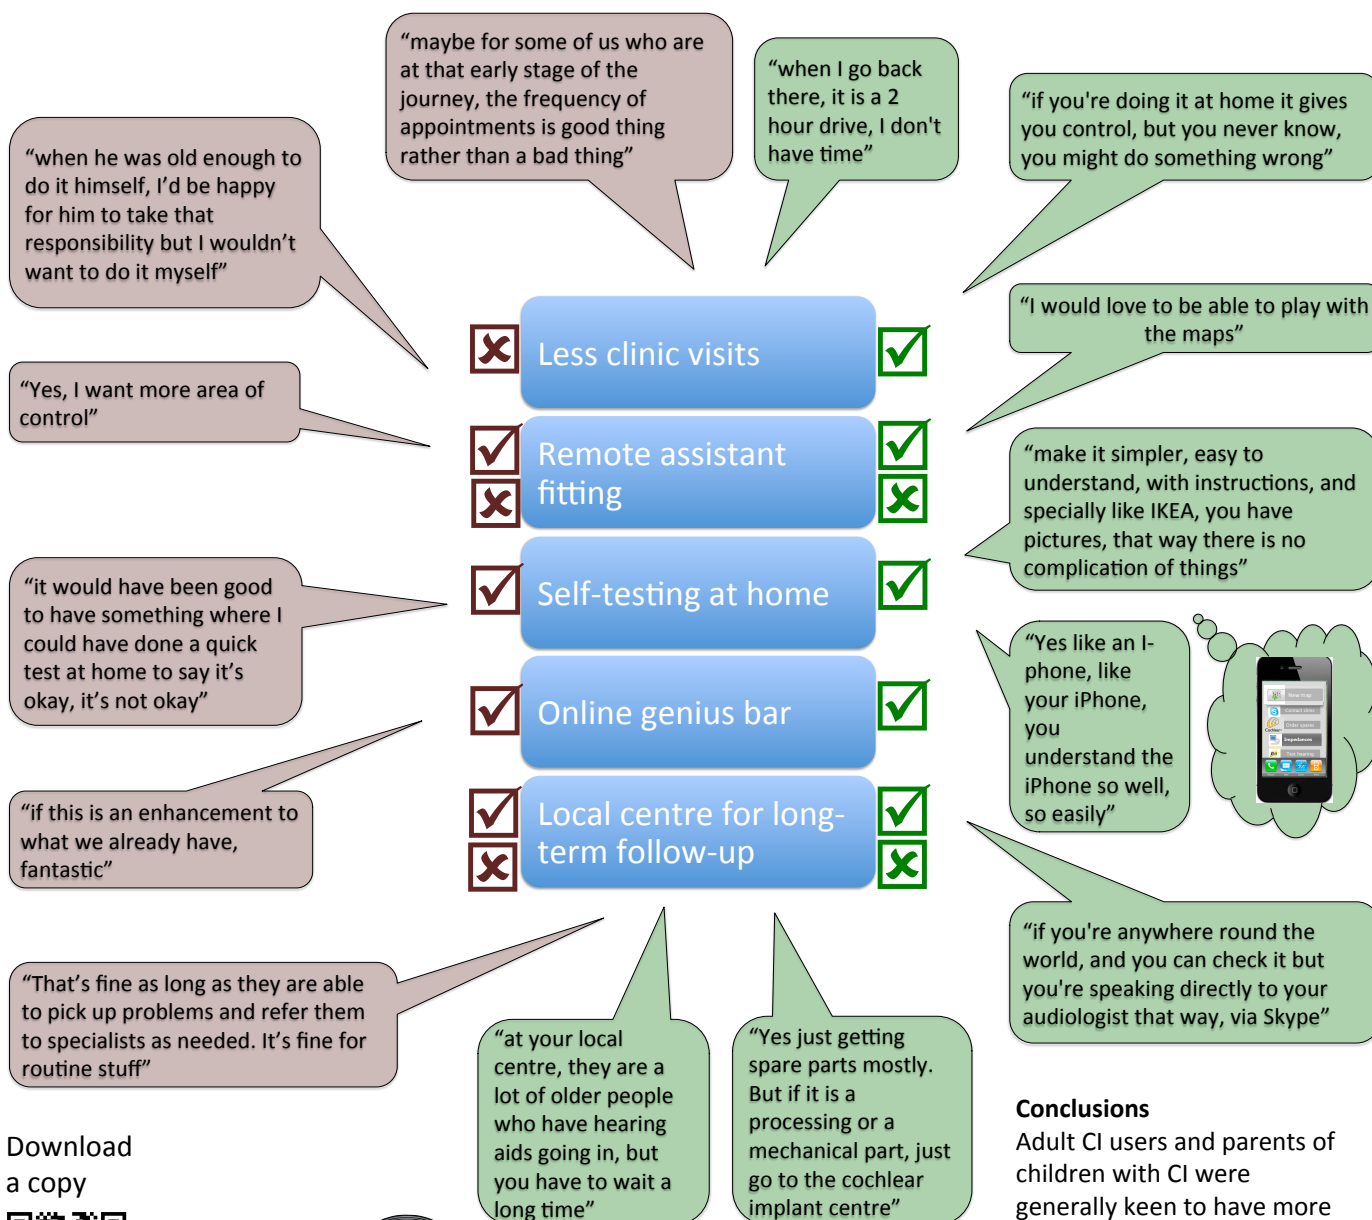 “maybe for some of us who are
at that early stage of the
journey, the frequency of
appointments is good thing
rather than a bad thing”
“when I go back
there, it is a 2
hour drive, I don't
have time”
“if you're doing it at home it gives
you control, but you never know,
you might do something wrong”
“when he was old enough to
do it himself, I’d be happy
for him to take that
responsibility but I wouldn’t
want to do it myself”
“I would love to be able to play with
the maps”
Less clinic visits
“Yes, I want more area of
control”
Remote assistant
fitting
“make it simpler, easy to
understand, with instructions, and
specially like IKEA, you have
pictures, that way there is no
complication of things”
“it would have been good
to have something where I
could have done a quick
test at home to say it’s
okay, it’s not okay”
Self-testing at home
“Yes like an I-
phone, like
your iPhone,
you
understand the
iPhone so well,
so easily”
New map
Contact clinic
Order spares
Impedances
Test hearing
Online genius bar
“if this is an enhancement to
what we already have,
fantastic”
Local centre for long-
term follow-up
“if you're anywhere round the
world, and you can check it but
you're speaking directly to your
audiologist that way, via Skype”
“That’s fine as long as they are able
to pick up problems and refer them
to specialists as needed. It’s fine for
routine stuff”
“at your local
centre, they are a
lot of older people
who have hearing
aids going in, but
you have to wait a
long time”
“Yes just getting
spare parts mostly.
But if it is a
processing or a
mechanical part, just
go to the cochlear
implant centre”
Conclusions
Adult CI users and parents of
children with CI were
generally keen to have more
Download
a copy